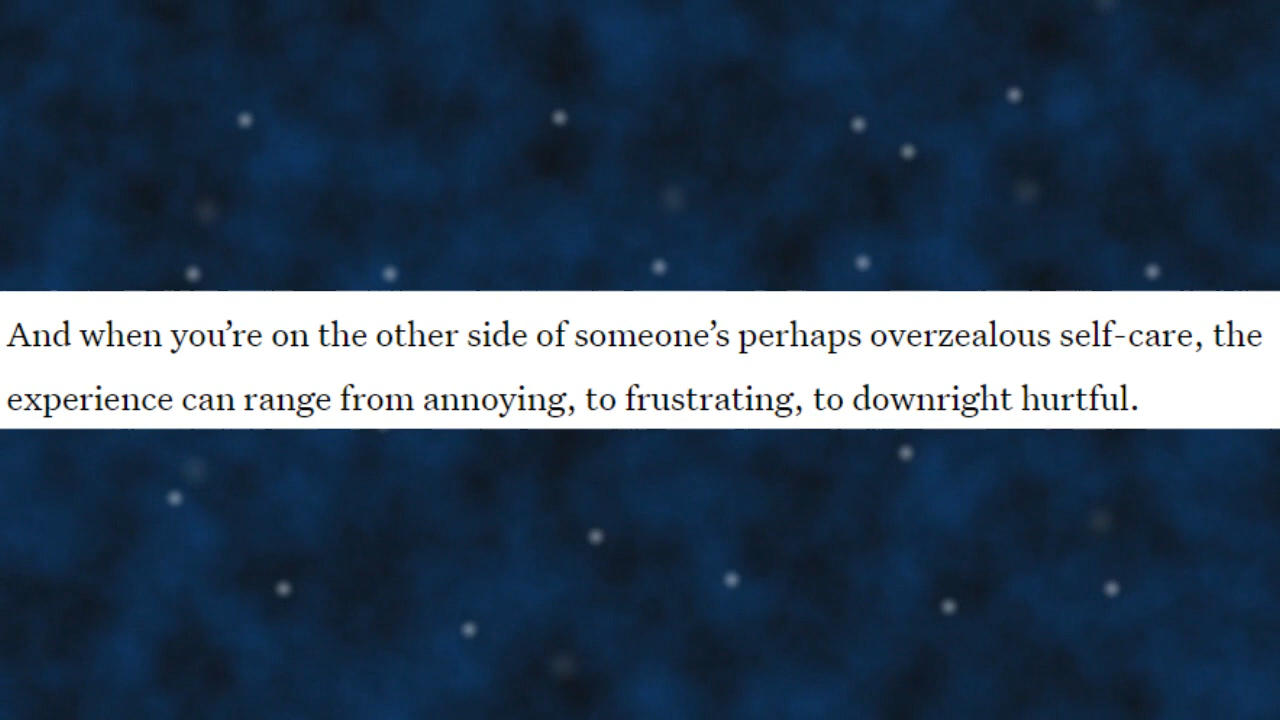 And when you’re on the other side of someone’s perhaps overzealous self-care, the
experience can range from annoying, to frustrating, to downright hurtful.